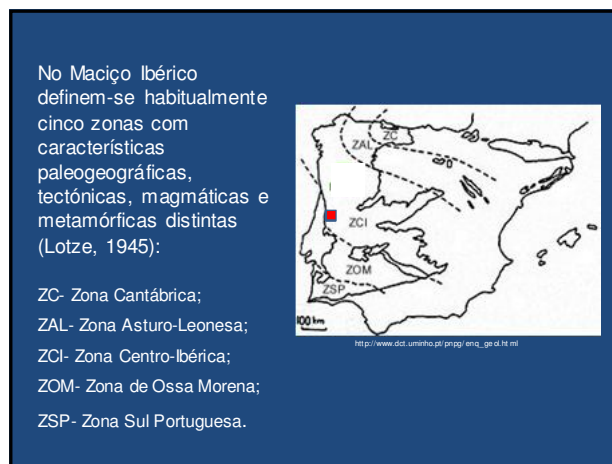 No Maciço Ibérico
definem-se habitualmente
cinco zonas com
características
paleogeográficas,
tectónicas, magmáticas e
metamórficas distintas
(Lotze, 1945):
ZC- Zona Cantábrica;
ZAL- Zona Asturo-Leonesa;
ZCI- Zona Centro-Ibérica;
ZOM- Zona de Ossa Morena;
ZSP- Zona Sul Portuguesa.
ZC
ZAL
ZCI
ZOM
ZSP
100 km
http://www.dct.uminho.pt/pnpg/enq_geol.html